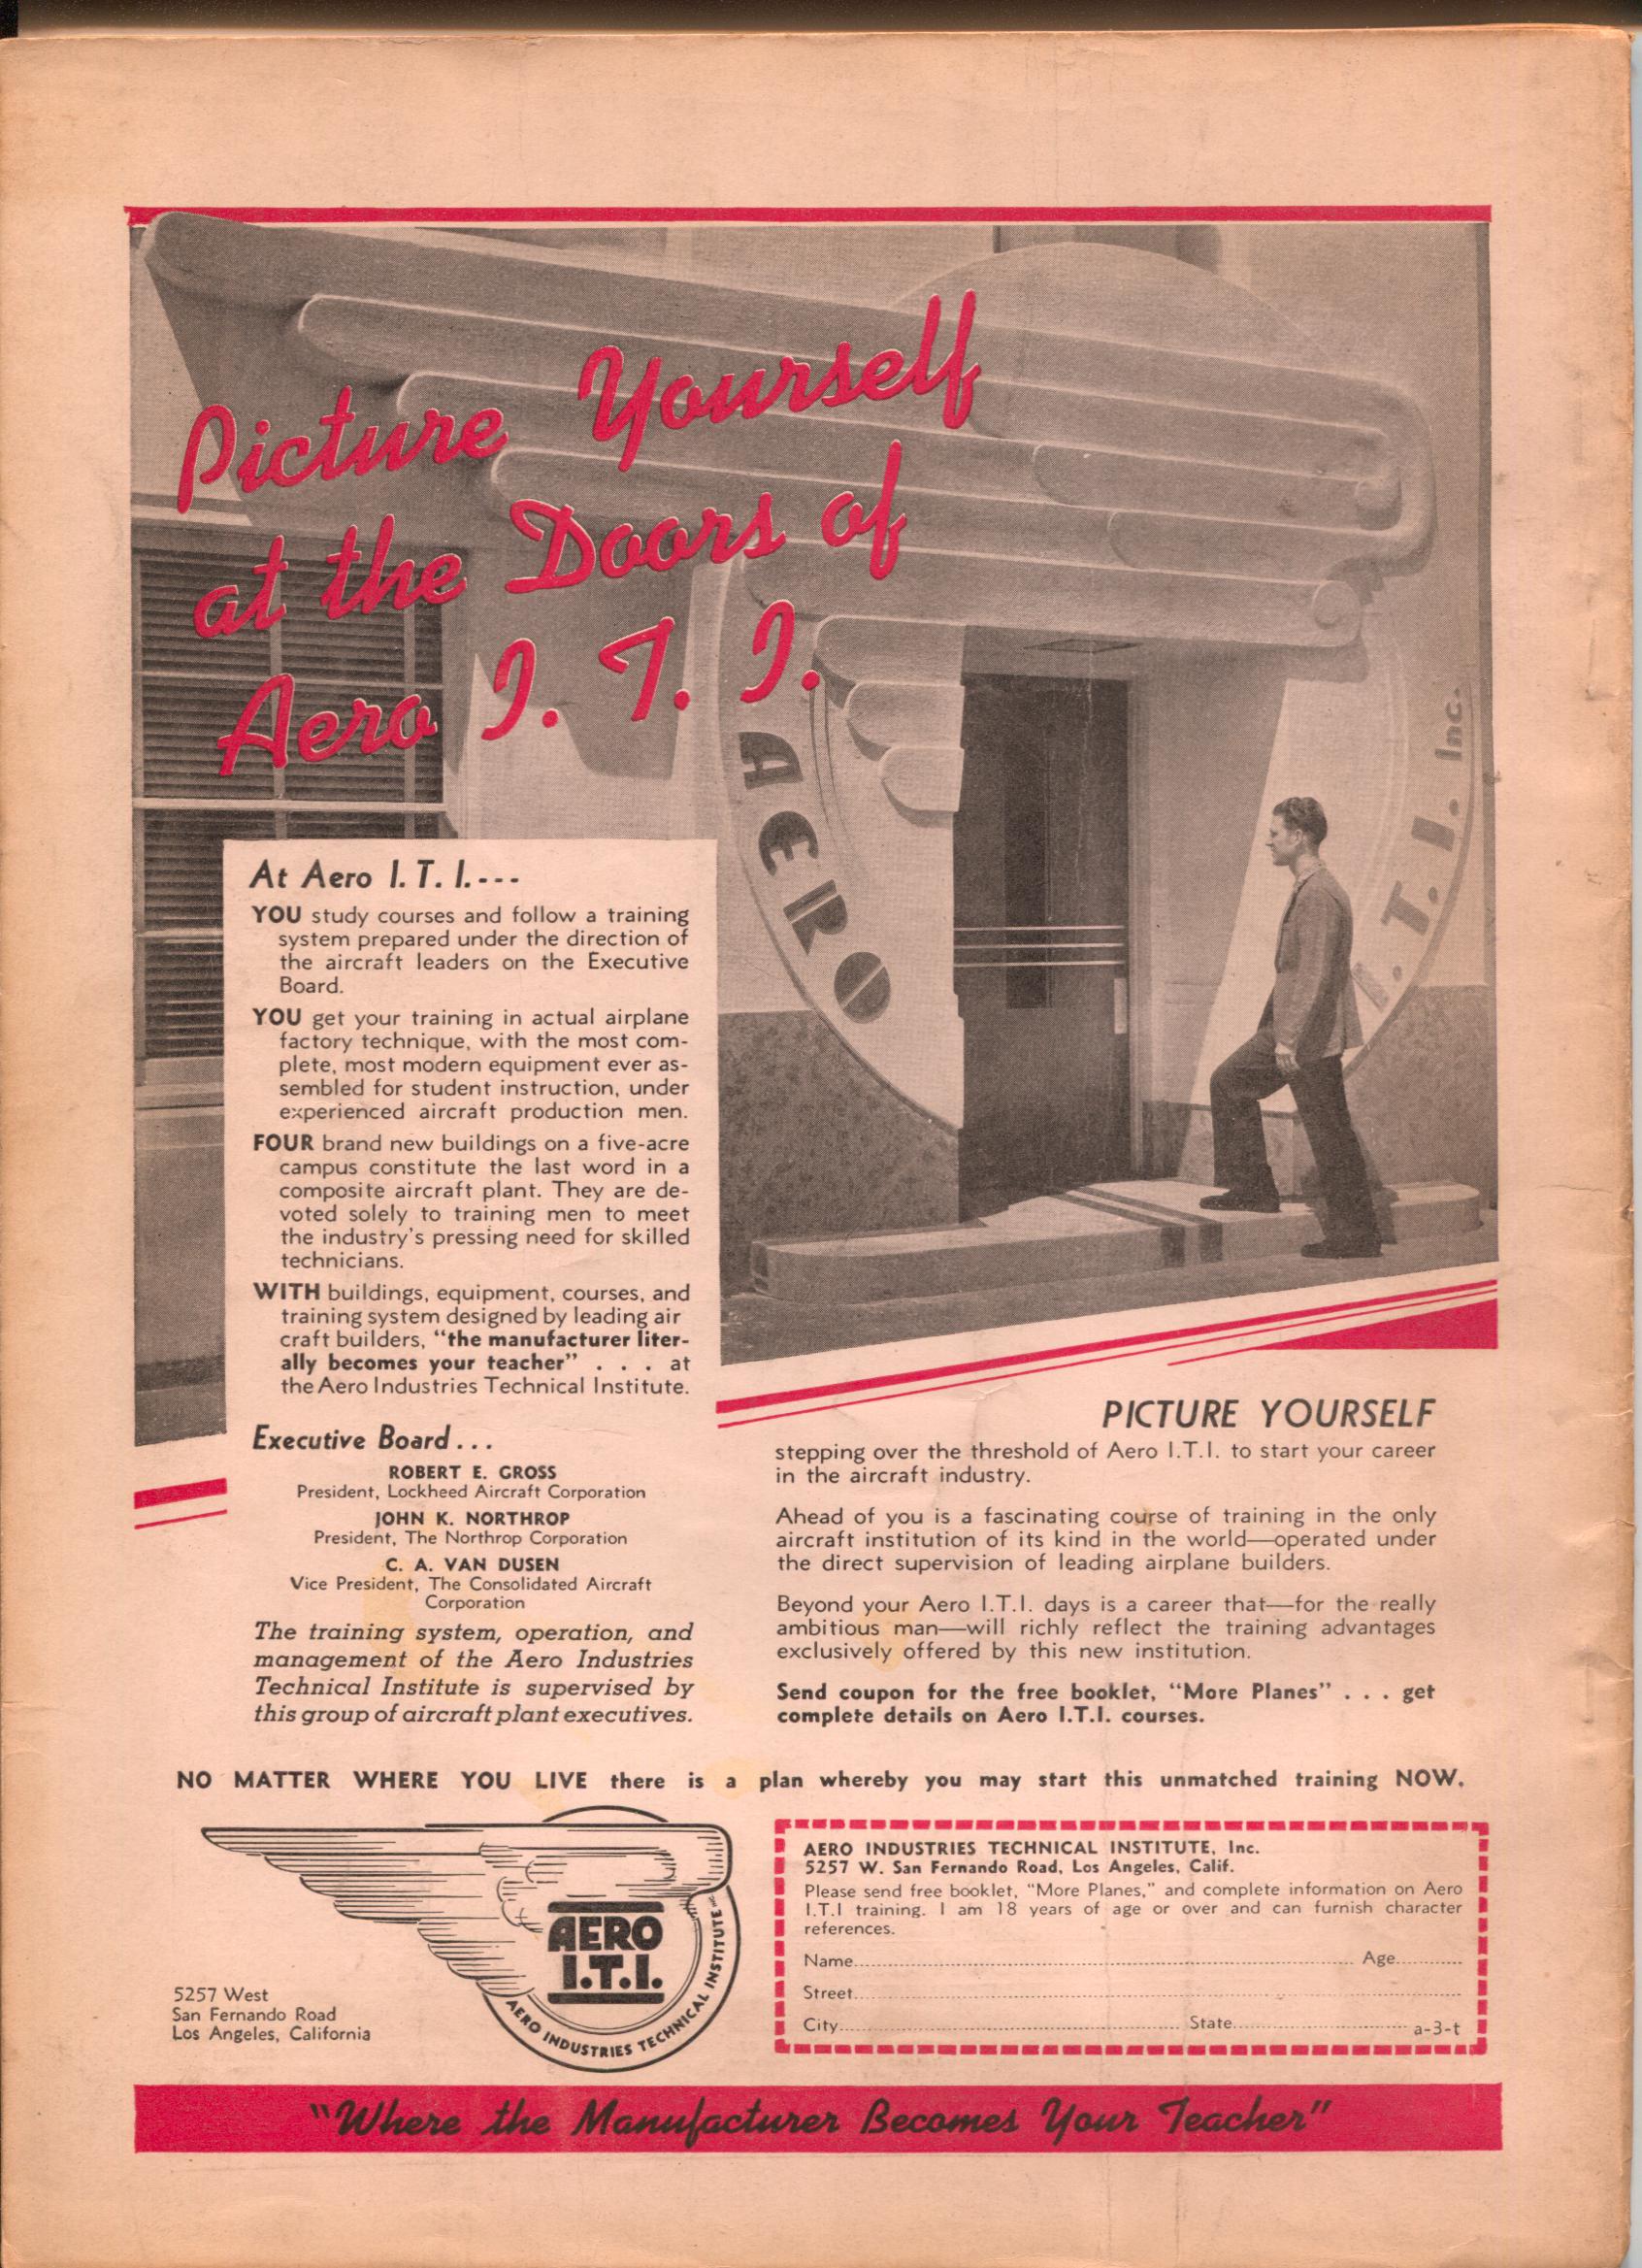 Picture Yourself
at the Doors of
Aero I. T. I.
AERO
I.T.I. Inc.
At Aero I. T. I.---
YOU study courses and follow a training
system prepared under the direction of
the aircraft leaders on the Executive
Board.
YOU get your training in actual airplane
factory technique, with the most com-
plete, most modern equipment ever as-
sembled for student instruction, under
experienced aircraft production men.
FOUR brand new buildings on a five-acre
campus constitute the last word in a
composite aircraft plant. They are de-
voted solely to training men to meet
the industry's pressing need for skilled
technicians.
WITH buildings, equipment, courses, and
training system designed by leading air
craft builders, "the manufacturer liter-
ally becomes your teacher" . . . at
the Aero Industries Technical Institute.
Executive Board...
ROBERT E. GROSS
President, Lockheed Aircraft Corporation
JOHN K. NORTHROP
President, The Northrop Corporation
C. A. VAN DUSEN
Vice President, The Consolidated Aircraft
Corporation
The training system, operation, and
management of the Aero Industries
Technical Institute is supervised by
this group of aircraft plant executives.
PICTURE YOURSELF
stepping over the threshold of Aero I.T.I. to start your career
in the aircraft industry.
Ahead of you is a fascinating course of training in the only
aircraft institution of its kind in the world—operated under
the direct supervision of leading airplane builders.
Beyond your Aero I.T.I. days is a career that—for the really
ambitious man—will richly reflect the training advantages
exclusively offered by this new institution.
Send coupon for the free booklet, "More Planes" . . . get
complete details on Aero I.T.I. courses.
NO MATTER WHERE YOU LIVE there is a plan whereby you may start this unmatched training NOW.
AERO
I.T.I.
AERO INDUSTRIES TECHNICAL INSTITUTE INC
5257 West
San Fernando Road
Los Angeles, California
AERO INDUSTRIES TECHNICAL INSTITUTE, Inc.
5257 W. San Fernando Road, Los Angeles, Calif.
Please send free booklet, "More Planes," and complete information on Aero
I.T.I training. I am 18 years of age or over and can furnish character
references.
Name Age
Street
City State a-3-t
"Where the Manufacturer Becomes Your Teacher"